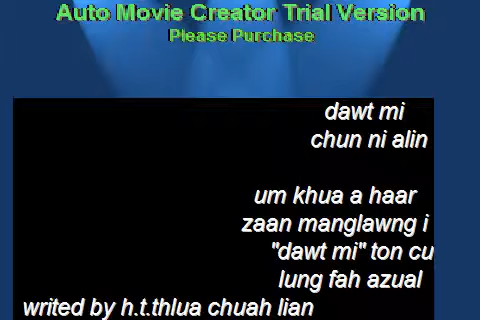 Auto Movie Creator Trial Version
Please Purchase
dawt mi
chun ni alin
um khua a haar
zaan manglawng i
"dawt mi" ton cu
lung fah azual
writed by h.t.thlua chuah lian